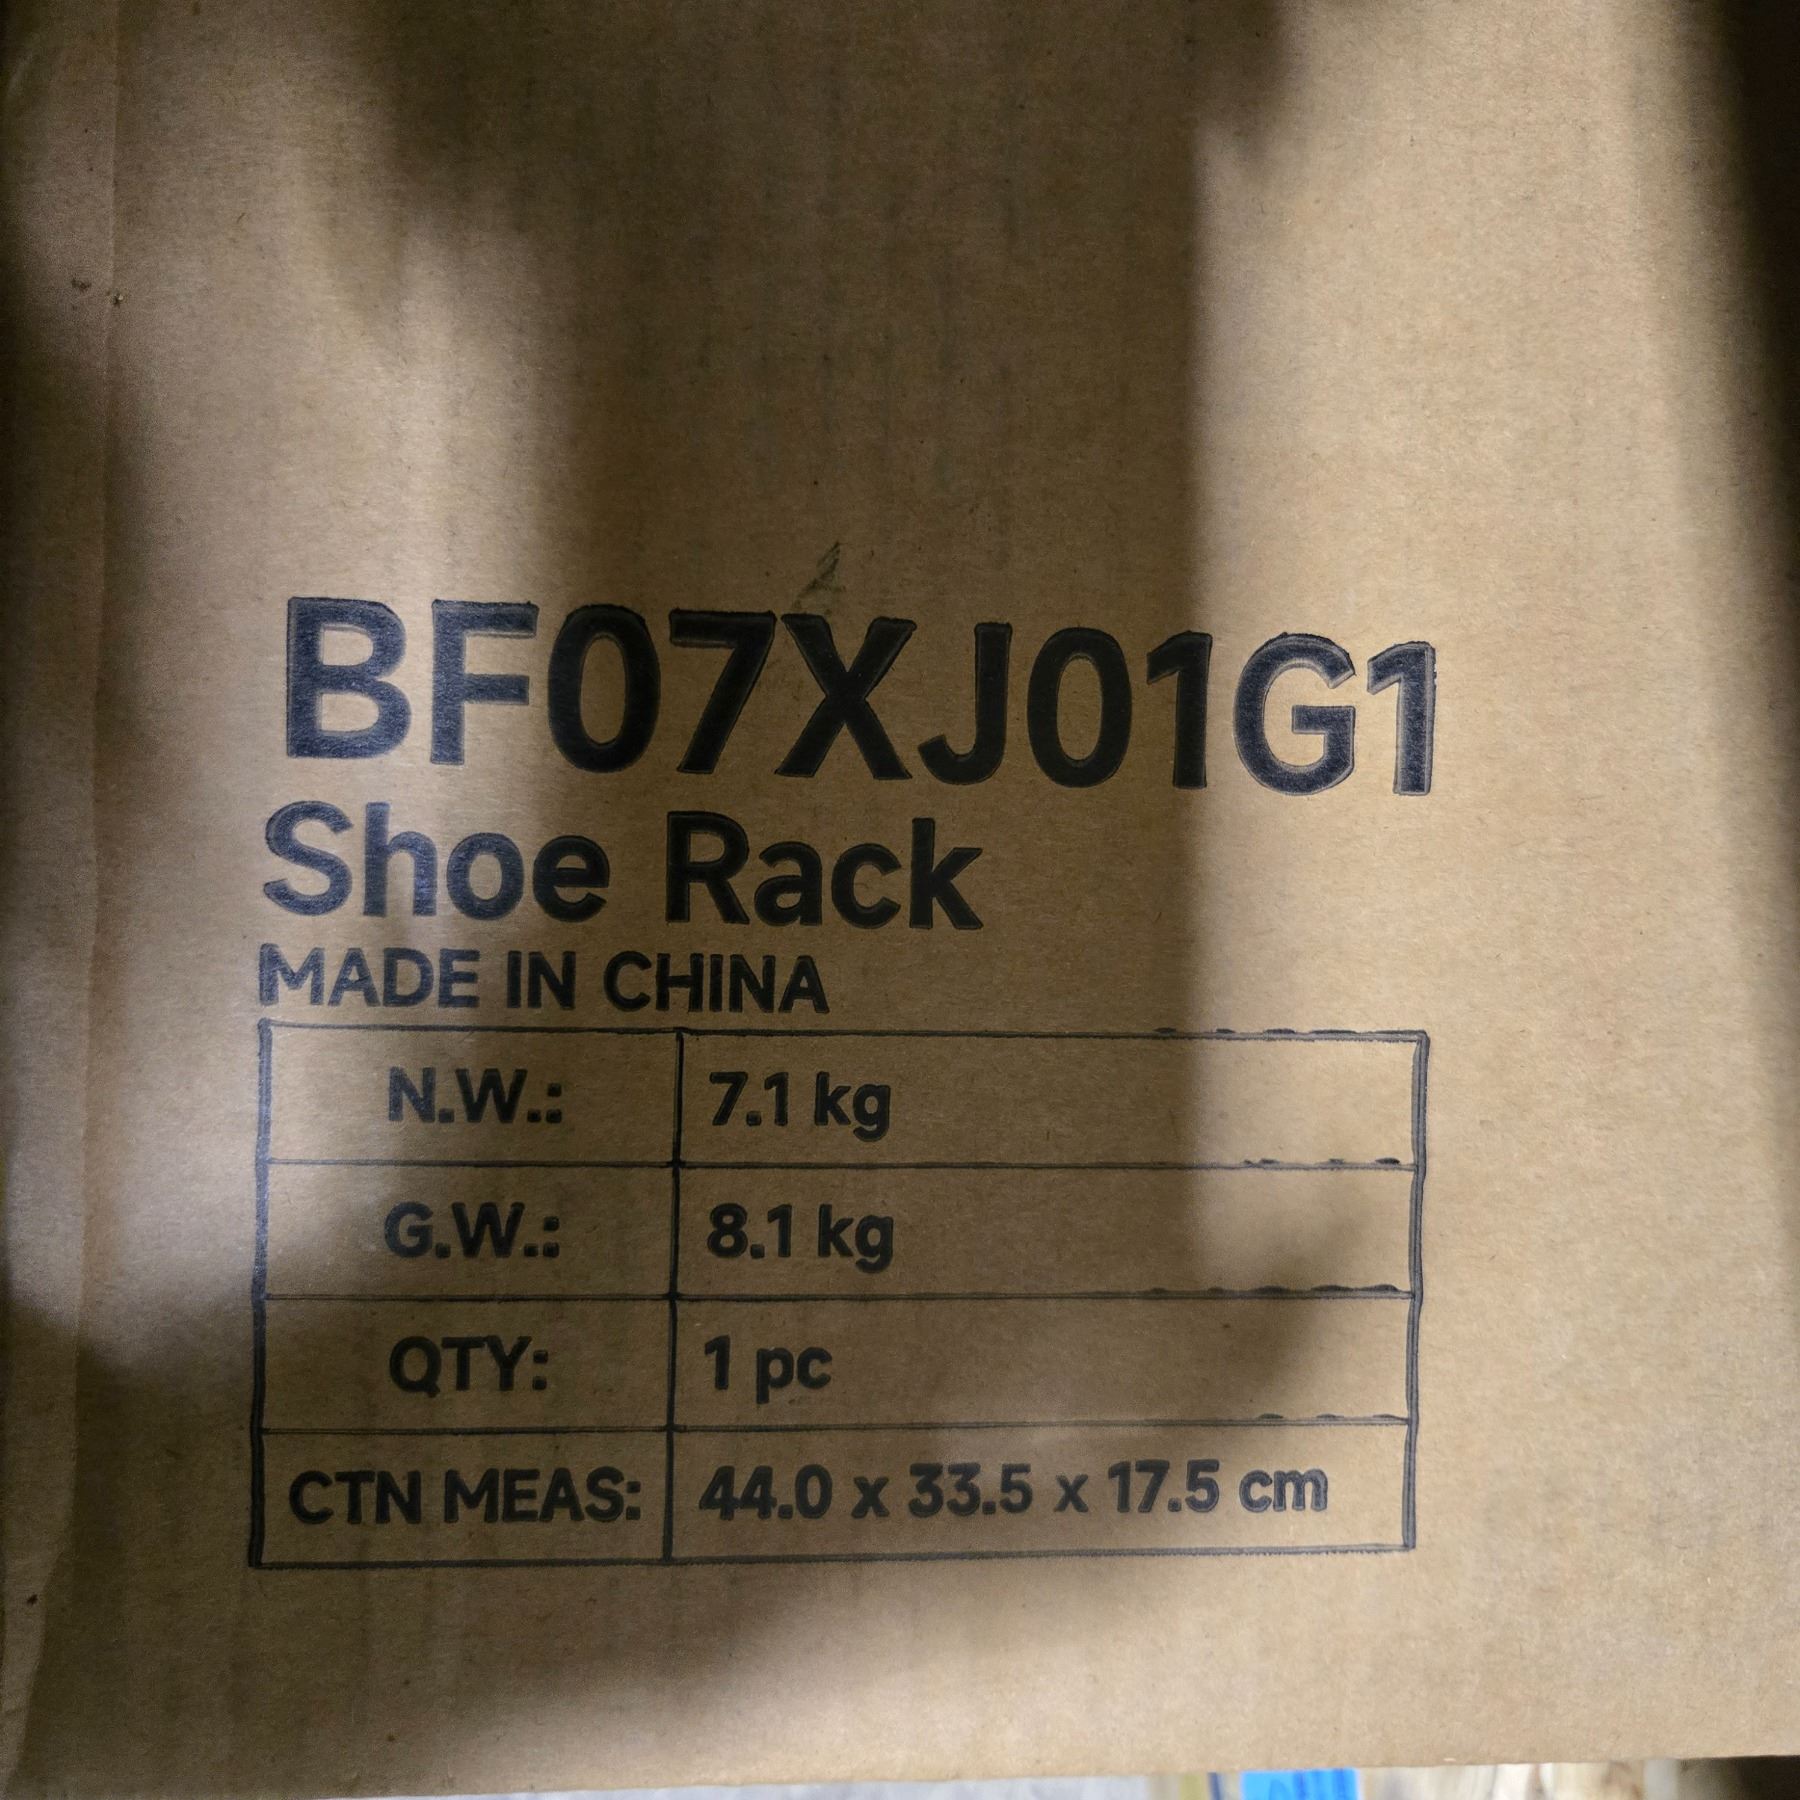 BF07XJ01G1
Shoe Rack
MADE IN CHINA
N.W.: 7.1 kg
G.W.: 8.1 kg
QTY: 1 pc
CTN MEAS: 44.0 x 33.5 x 17.5 cm